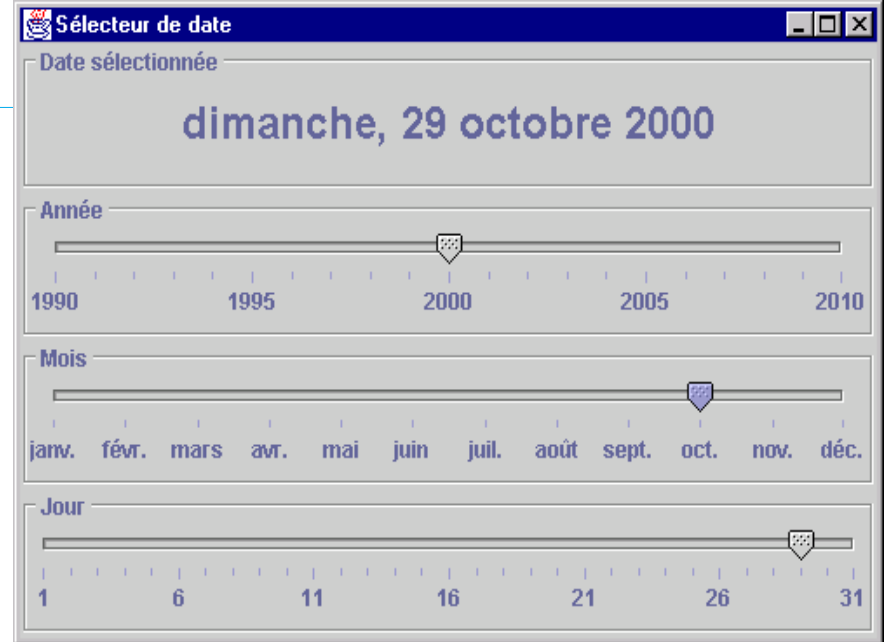 Sélecteur de date
Date sélectionnée
dimanche, 29 octobre 2000
Année
1990 1995 2000 2005 2010
Mois
janv. févr. mars avr. mai juin juil. août sept. oct. nov. déc.
Jour
1 6 11 16 21 26 31